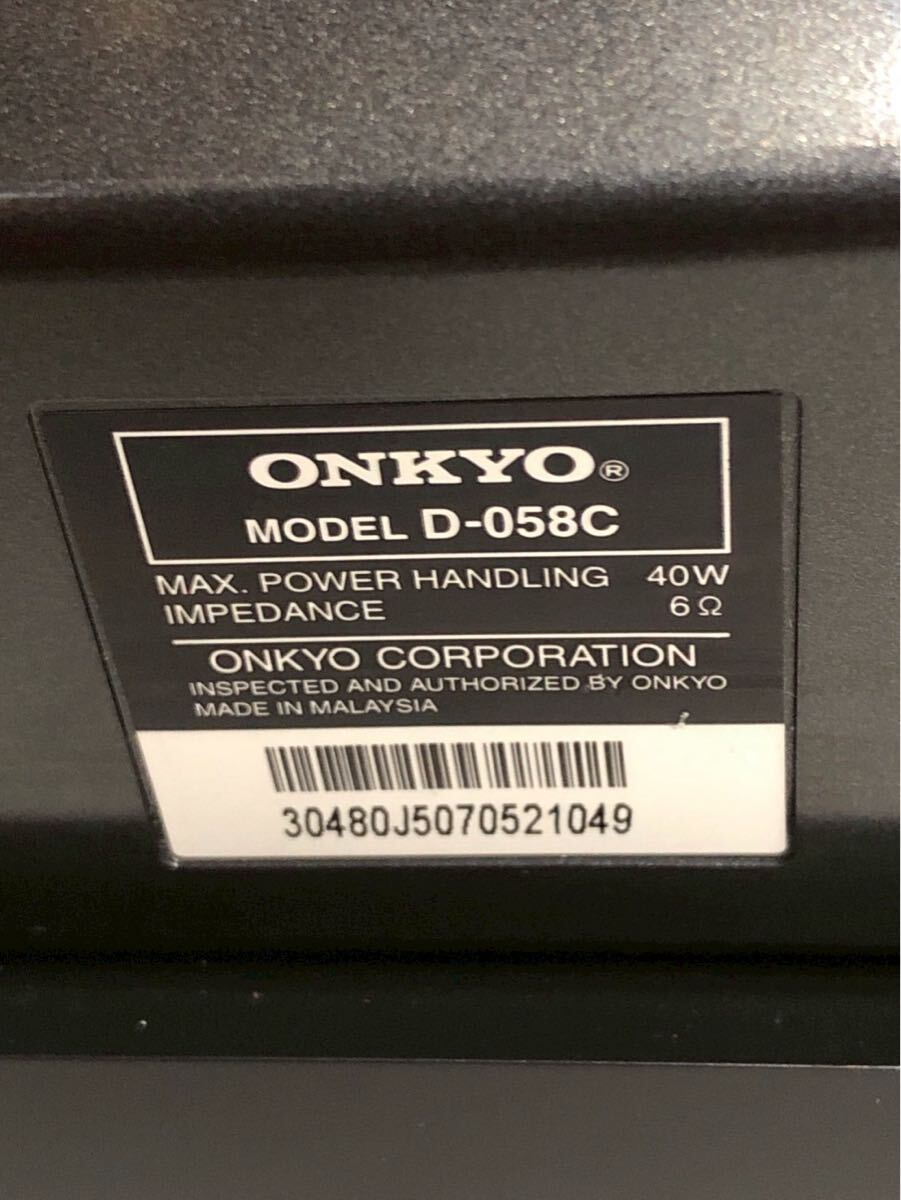 ONKYO®
MODEL D-058C
MAX. POWER HANDLING 40W
IMPEDANCE 6Ω
ONKYO CORPORATION
INSPECTED AND AUTHORIZED BY ONKYO
MADE IN MALAYSIA
30480J5070521049